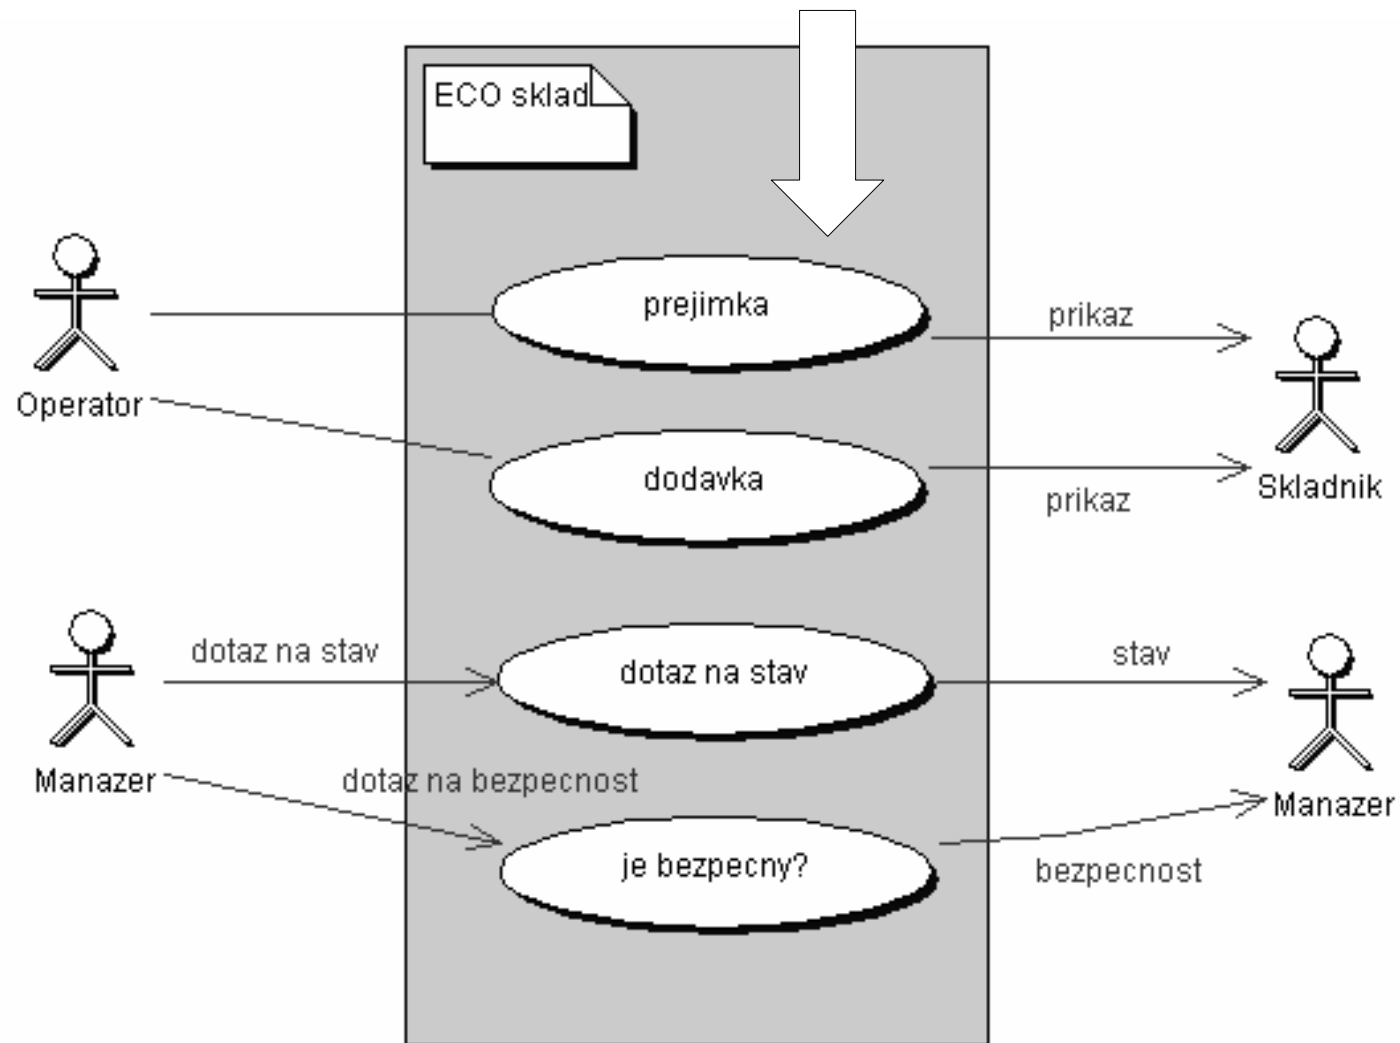 ECO sklad
prejimka
prikaz
Operator
dodavka
prikaz
Skladnik
dotaz na stav
dotaz na stav
stav
Manazer
dotaz na bezpecnost
Manazer
je bezpecny?
bezpecnost